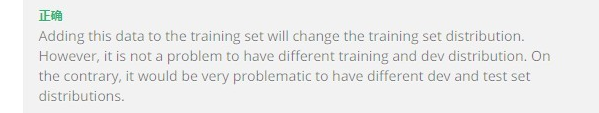 正确
Adding this data to the training set will change the training set distribution.
However, it is not a problem to have different training and dev distribution. On
the contrary, it would be very problematic to have different dev and test set
distributions.